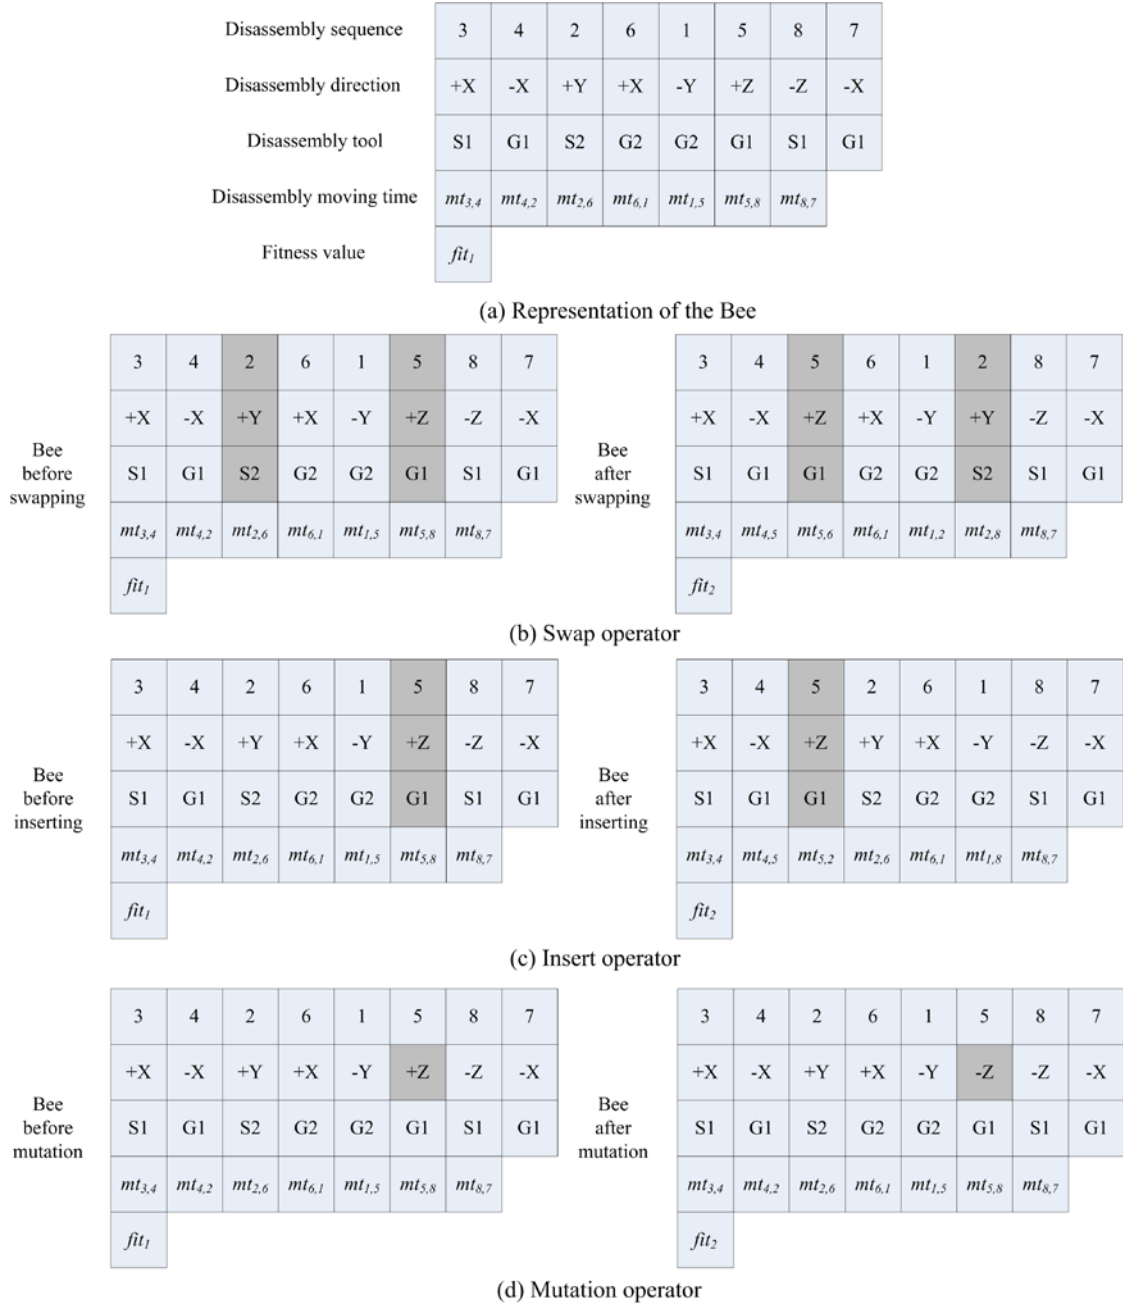 Disassembly sequence 3 4 2 6 1 5 8 7
Disassembly direction +X -X +Y +X -Y +Z -Z -X
Disassembly tool S1 G1 S2 G2 G2 G1 S1 G1
Disassembly moving time mt3,4 mt4,2 mt2,6 mt6,1 mt1,5 mt5,8 mt8,7
Fitness value fit1
(a) Representation of the Bee
3 4 2 6 1 5 8 7
+X -X +Y +X -Y +Z -Z -X
Bee
before
swapping
S1 G1 S2 G2 G2 G1 S1 G1
mt3,4 mt4,2 mt2,6 mt6,1 mt1,5 mt5,8 mt8,7
fit1
3 4 5 6 1 2 8 7
+X -X +Z +X -Y +Y -Z -X
Bee
after
swapping
S1 G1 G1 G2 G2 S2 S1 G1
mt3,4 mt4,5 mt5,6 mt6,1 mt1,2 mt2,8 mt8,7
fit2
(b) Swap operator
3 4 2 6 1 5 8 7
+X -X +Y +X -Y +Z -Z -X
Bee
before
inserting
S1 G1 S2 G2 G2 G1 S1 G1
mt3,4 mt4,2 mt2,6 mt6,1 mt1,5 mt5,8 mt8,7
fit1
3 4 5 2 6 1 8 7
+X -X +Z +Y +X -Y -Z -X
Bee
after
inserting
S1 G1 G1 S2 G2 G2 S1 G1
mt3,4 mt4,5 mt5,2 mt2,6 mt6,1 mt1,8 mt8,7
fit2
(c) Insert operator
3 4 2 6 1 5 8 7
+X -X +Y +X -Y +Z -Z -X
Bee
before
mutation
S1 G1 S2 G2 G2 G1 S1 G1
mt3,4 mt4,2 mt2,6 mt6,1 mt1,5 mt5,8 mt8,7
fit1
3 4 2 6 1 5 8 7
+X -X +Y +X -Y -Z -Z -X
Bee
after
mutation
S1 G1 S2 G2 G2 G1 S1 G1
mt3,4 mt4,2 mt2,6 mt6,1 mt1,5 mt5,8 mt8,7
fit2
(d) Mutation operator